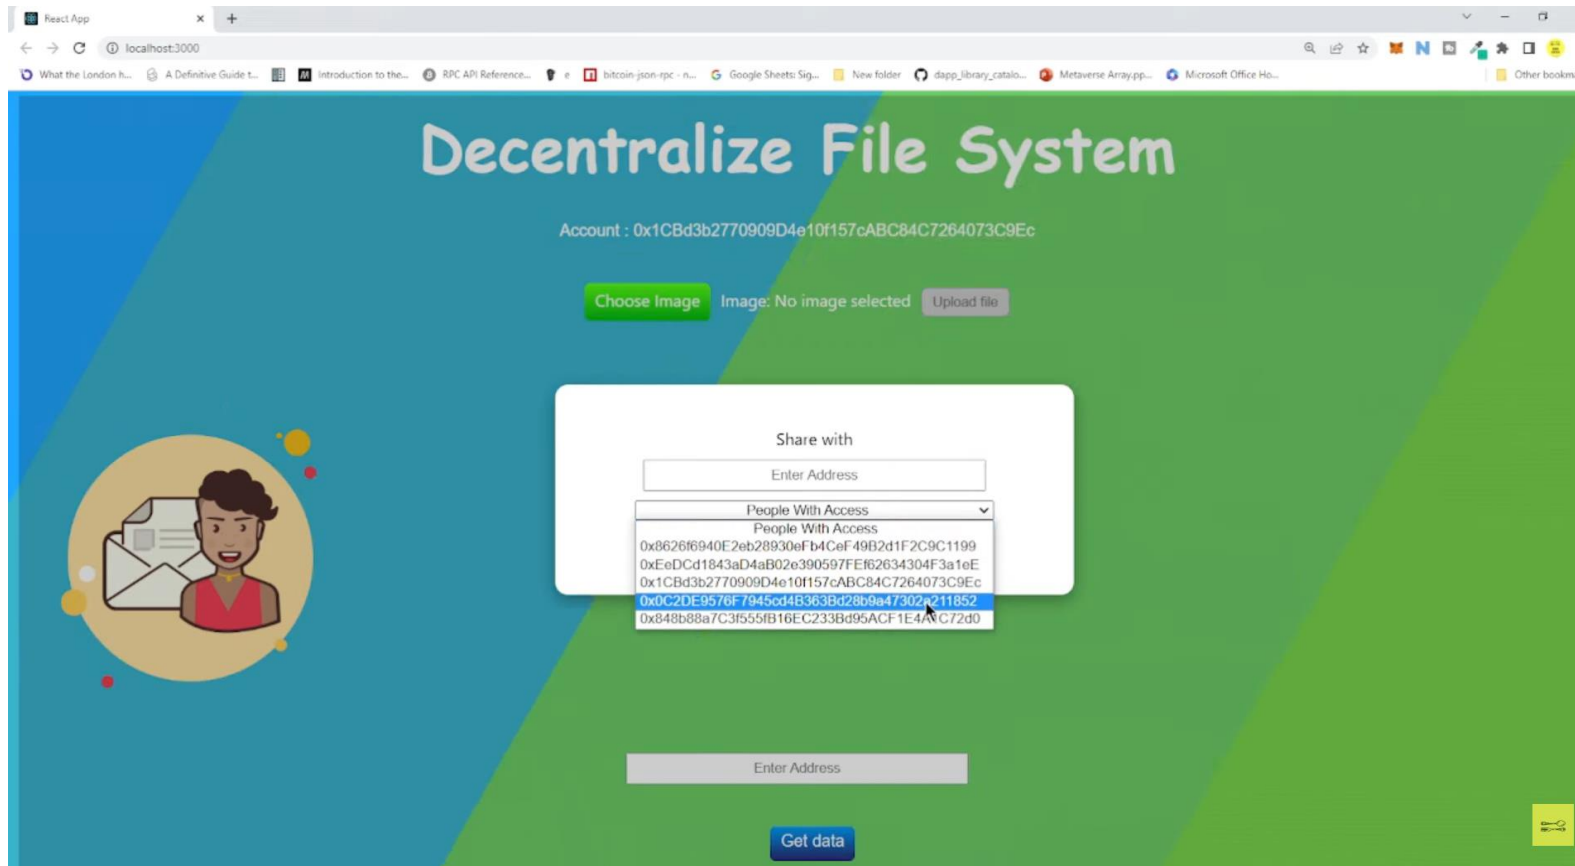 React App
localhost:3000
What the London h... A Definitive Guide t... Introduction to the... RPC API Reference... e bitcoin-json-rpc - n... Google Sheets: Sig... New folder dapp_library_catalo... Metaverse Array.pp... Microsoft Office Ho... Other bookm
Decentralize File System
Account : 0x1CBd3b2770909D4e10f157cABC84C7264073C9Ec
Choose Image Image: No image selected Upload file
Share with
Enter Address
People With Access
People With Access
0x8626f6940E2eb28930eFb4CeF49B2d1F2C9C1199
0xEeDCd1843aD4aB02e390597FEf62634304F3a1eE
0x1CBd3b2770909D4e10f157cABC84C7264073C9Ec
0x0C2DE9576F7945cd4B363Bd28b9a47302a211852
0x848b88a7C3f555fB16EC233Bd95ACF1E4A1C72d0
Enter Address
Get data